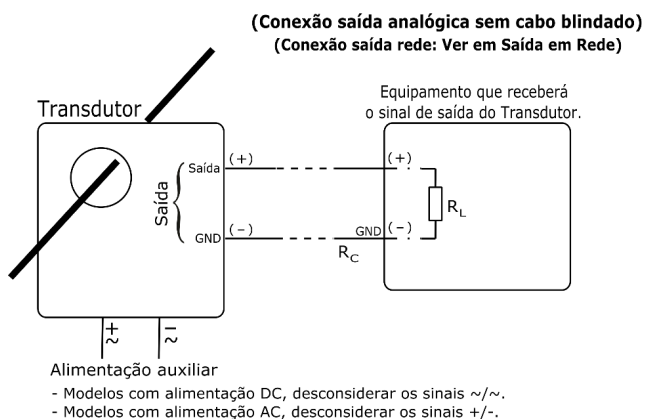 (Conexão saída analógica sem cabo blindado)
(Conexão saída rede: Ver em Saída em Rede)
Transdutor
Equipamento que receberá
o sinal de saída do Transdutor.
Saída
Saída (+)
GND (-)
(+)
GND (-)
RL
RC
+ -
~ ~
Alimentação auxiliar
- Modelos com alimentação DC, desconsiderar os sinais ~/~.
- Modelos com alimentação AC, desconsiderar os sinais +/-.